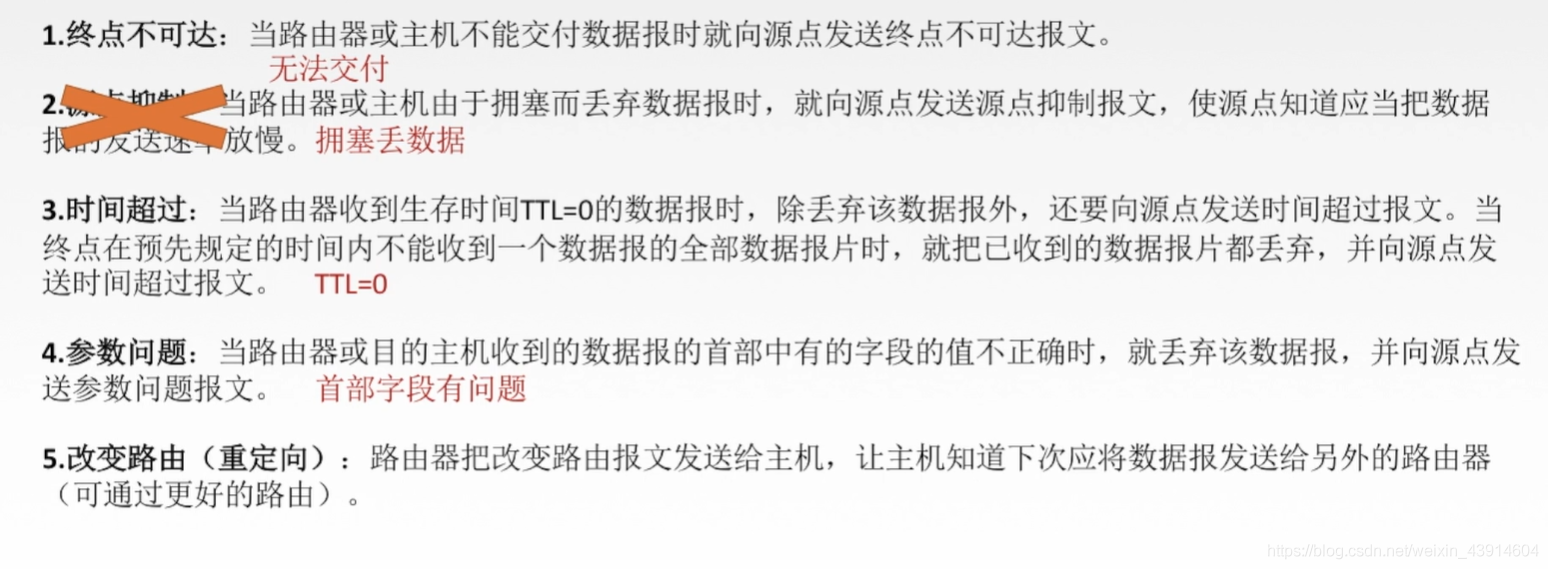 1.终点不可达：当路由器或主机不能交付数据报时就向源点发送终点不可达报文。
无法交付
2. 当路由器或主机由于拥塞而丢弃数据报时，就向源点发送源点抑制报文，使源点知道应当把数据
报的发送速率放慢。拥塞丢数据
3.时间超过：当路由器收到生存时间TTL=0的数据报时，除丢弃该数据报外，还要向源点发送时间超过报文。当
终点在预先规定的时间内不能收到一个数据报的全部数据报片时，就把已收到的数据报片都丢弃，并向源点发
送时间超过报文。 TTL=0
4.参数问题：当路由器或目的主机收到的数据报的首部中有的字段的值不正确时，就丢弃该数据报，并向源点发
送参数问题报文。 首部字段有问题
5.改变路由（重定向）：路由器把改变路由报文发送给主机，让主机知道下次应将数据报发送给另外的路由器
（可通过更好的路由）。
https://blog.csdn.net/weixin_43914604